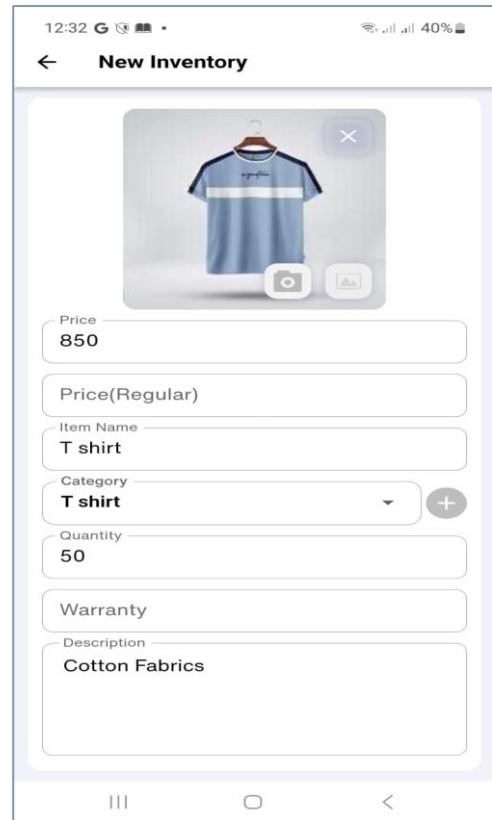 12:32 G
40%
New Inventory
Price
850
Price(Regular)
Item Name
T shirt
Category
T shirt
Quantity
50
Warranty
Description
Cotton Fabrics